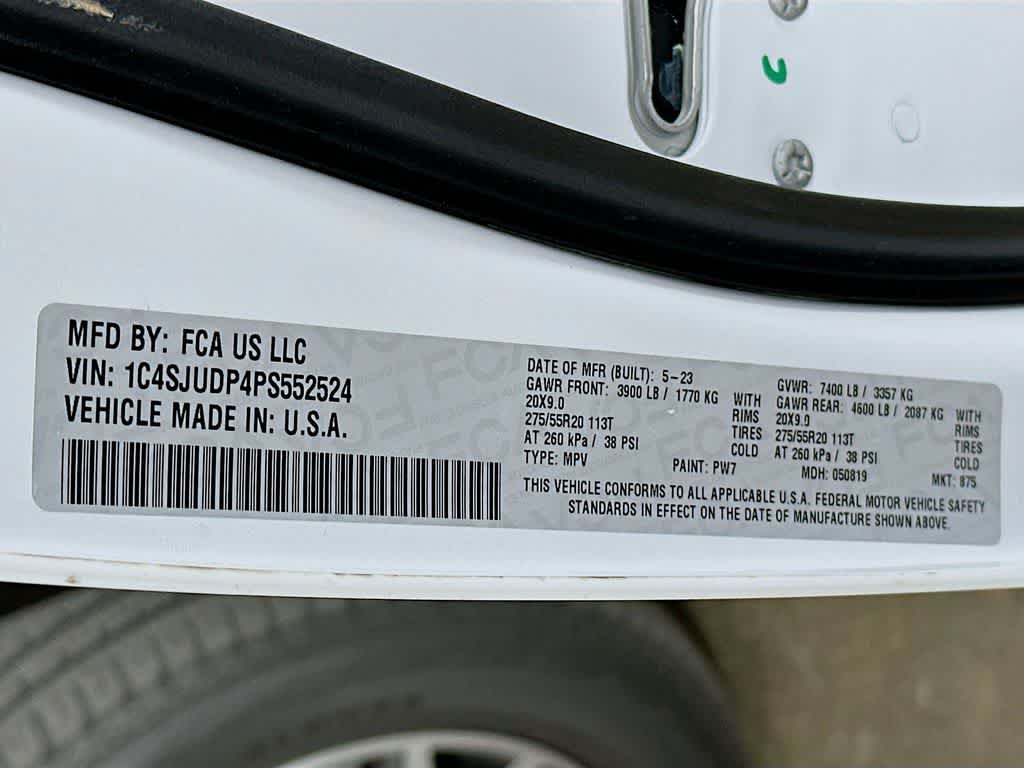 MFD BY: FCA US LLC
VIN: 1C4SJUDP4PS552524
VEHICLE MADE IN: U.S.A.
DATE OF MFR (BUILT): 5-23
GAWR FRONT: 3900 LB / 1770 KG WITH
20X9.0 RIMS
275/55R20 113T TIRES
AT 260 kPa / 38 PSI COLD
TYPE: MPV PAINT: PW7
GVWR: 7400 LB / 3357 KG
GAWR REAR: 4600 LB / 2087 KG WITH
20X9.0 RIMS
275/55R20 113T TIRES
AT 260 kPa / 38 PSI COLD
MDH: 050819 MKT: 875
THIS VEHICLE CONFORMS TO ALL APPLICABLE U.S.A. FEDERAL MOTOR VEHICLE SAFETY
STANDARDS IN EFFECT ON THE DATE OF MANUFACTURE SHOWN ABOVE.